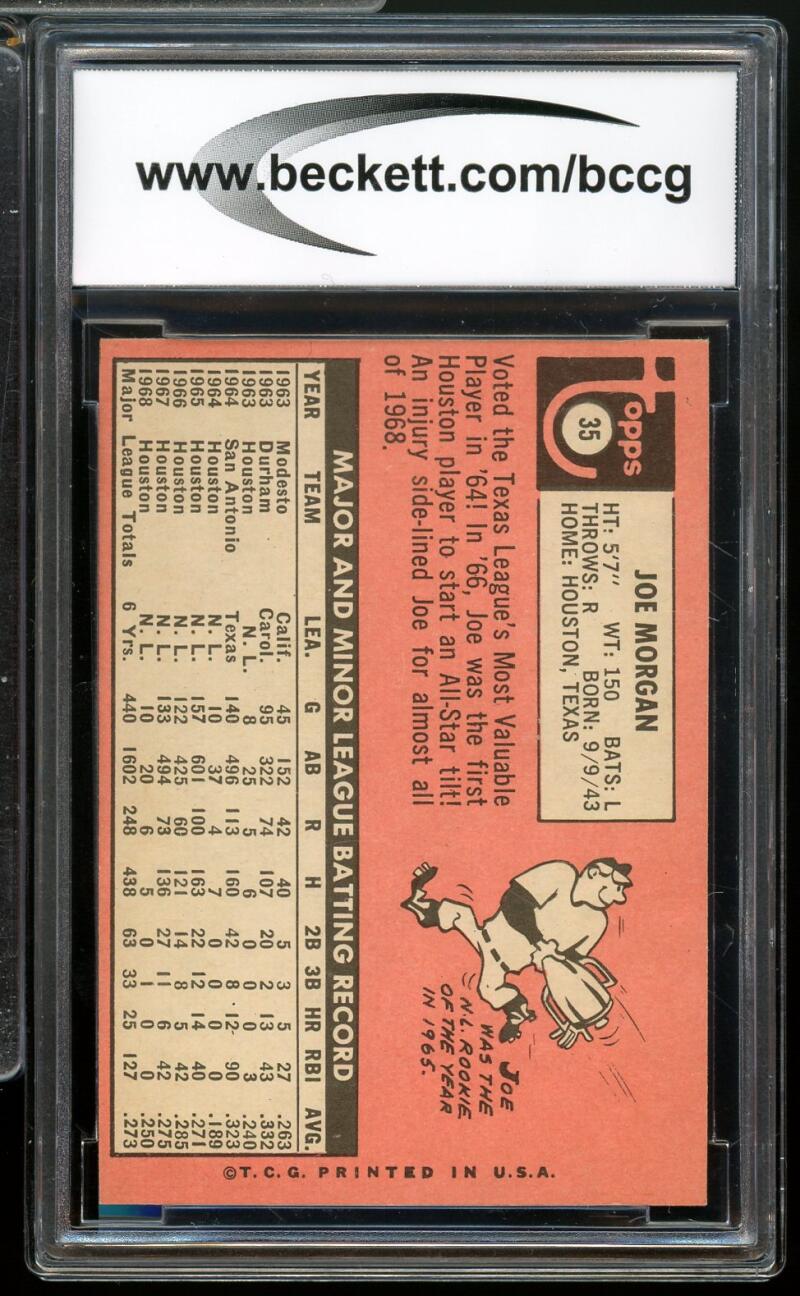 www.beckett.com/bccg
Topps
35
JOE MORGAN
HT: 5'7" WT: 150 BATS: L
THROWS: R BORN: 9/9/43
HOME: HOUSTON, TEXAS
Voted the Texas League's Most Valuable
Player in '64! In '66, Joe was the first
Houston player to start an All-Star tilt!
An injury side-lined Joe for almost all
of 1968.
JOE
WAS THE
N.L. ROOKIE
OF THE YEAR
IN 1965.
MAJOR AND MINOR LEAGUE BATTING RECORD
YEAR TEAM LEA. G AB R H 2B 3B HR RBI AVG.
1963 Modesto Calif. 45 152 42 40 5 3 5 27 .263
1963 Durham Carol. 95 322 74 107 20 2 13 43 .332
1963 Houston N. L. 8 25 5 6 0 0 0 3 .240
1964 San Antonio Texas 140 496 113 160 42 8 12 90 .323
1964 Houston N. L. 10 37 4 7 0 0 0 0 .189
1965 Houston N. L. 157 601 100 163 22 12 14 40 .271
1966 Houston N. L. 122 425 60 121 14 8 5 42 .285
1967 Houston N. L. 133 494 73 136 27 11 6 42 .275
1968 Houston N. L. 10 20 6 5 0 1 0 0 .250
Major League Totals 6 Yrs. 440 1602 248 438 63 33 25 127 .273
©T. C. G. PRINTED IN U.S.A.